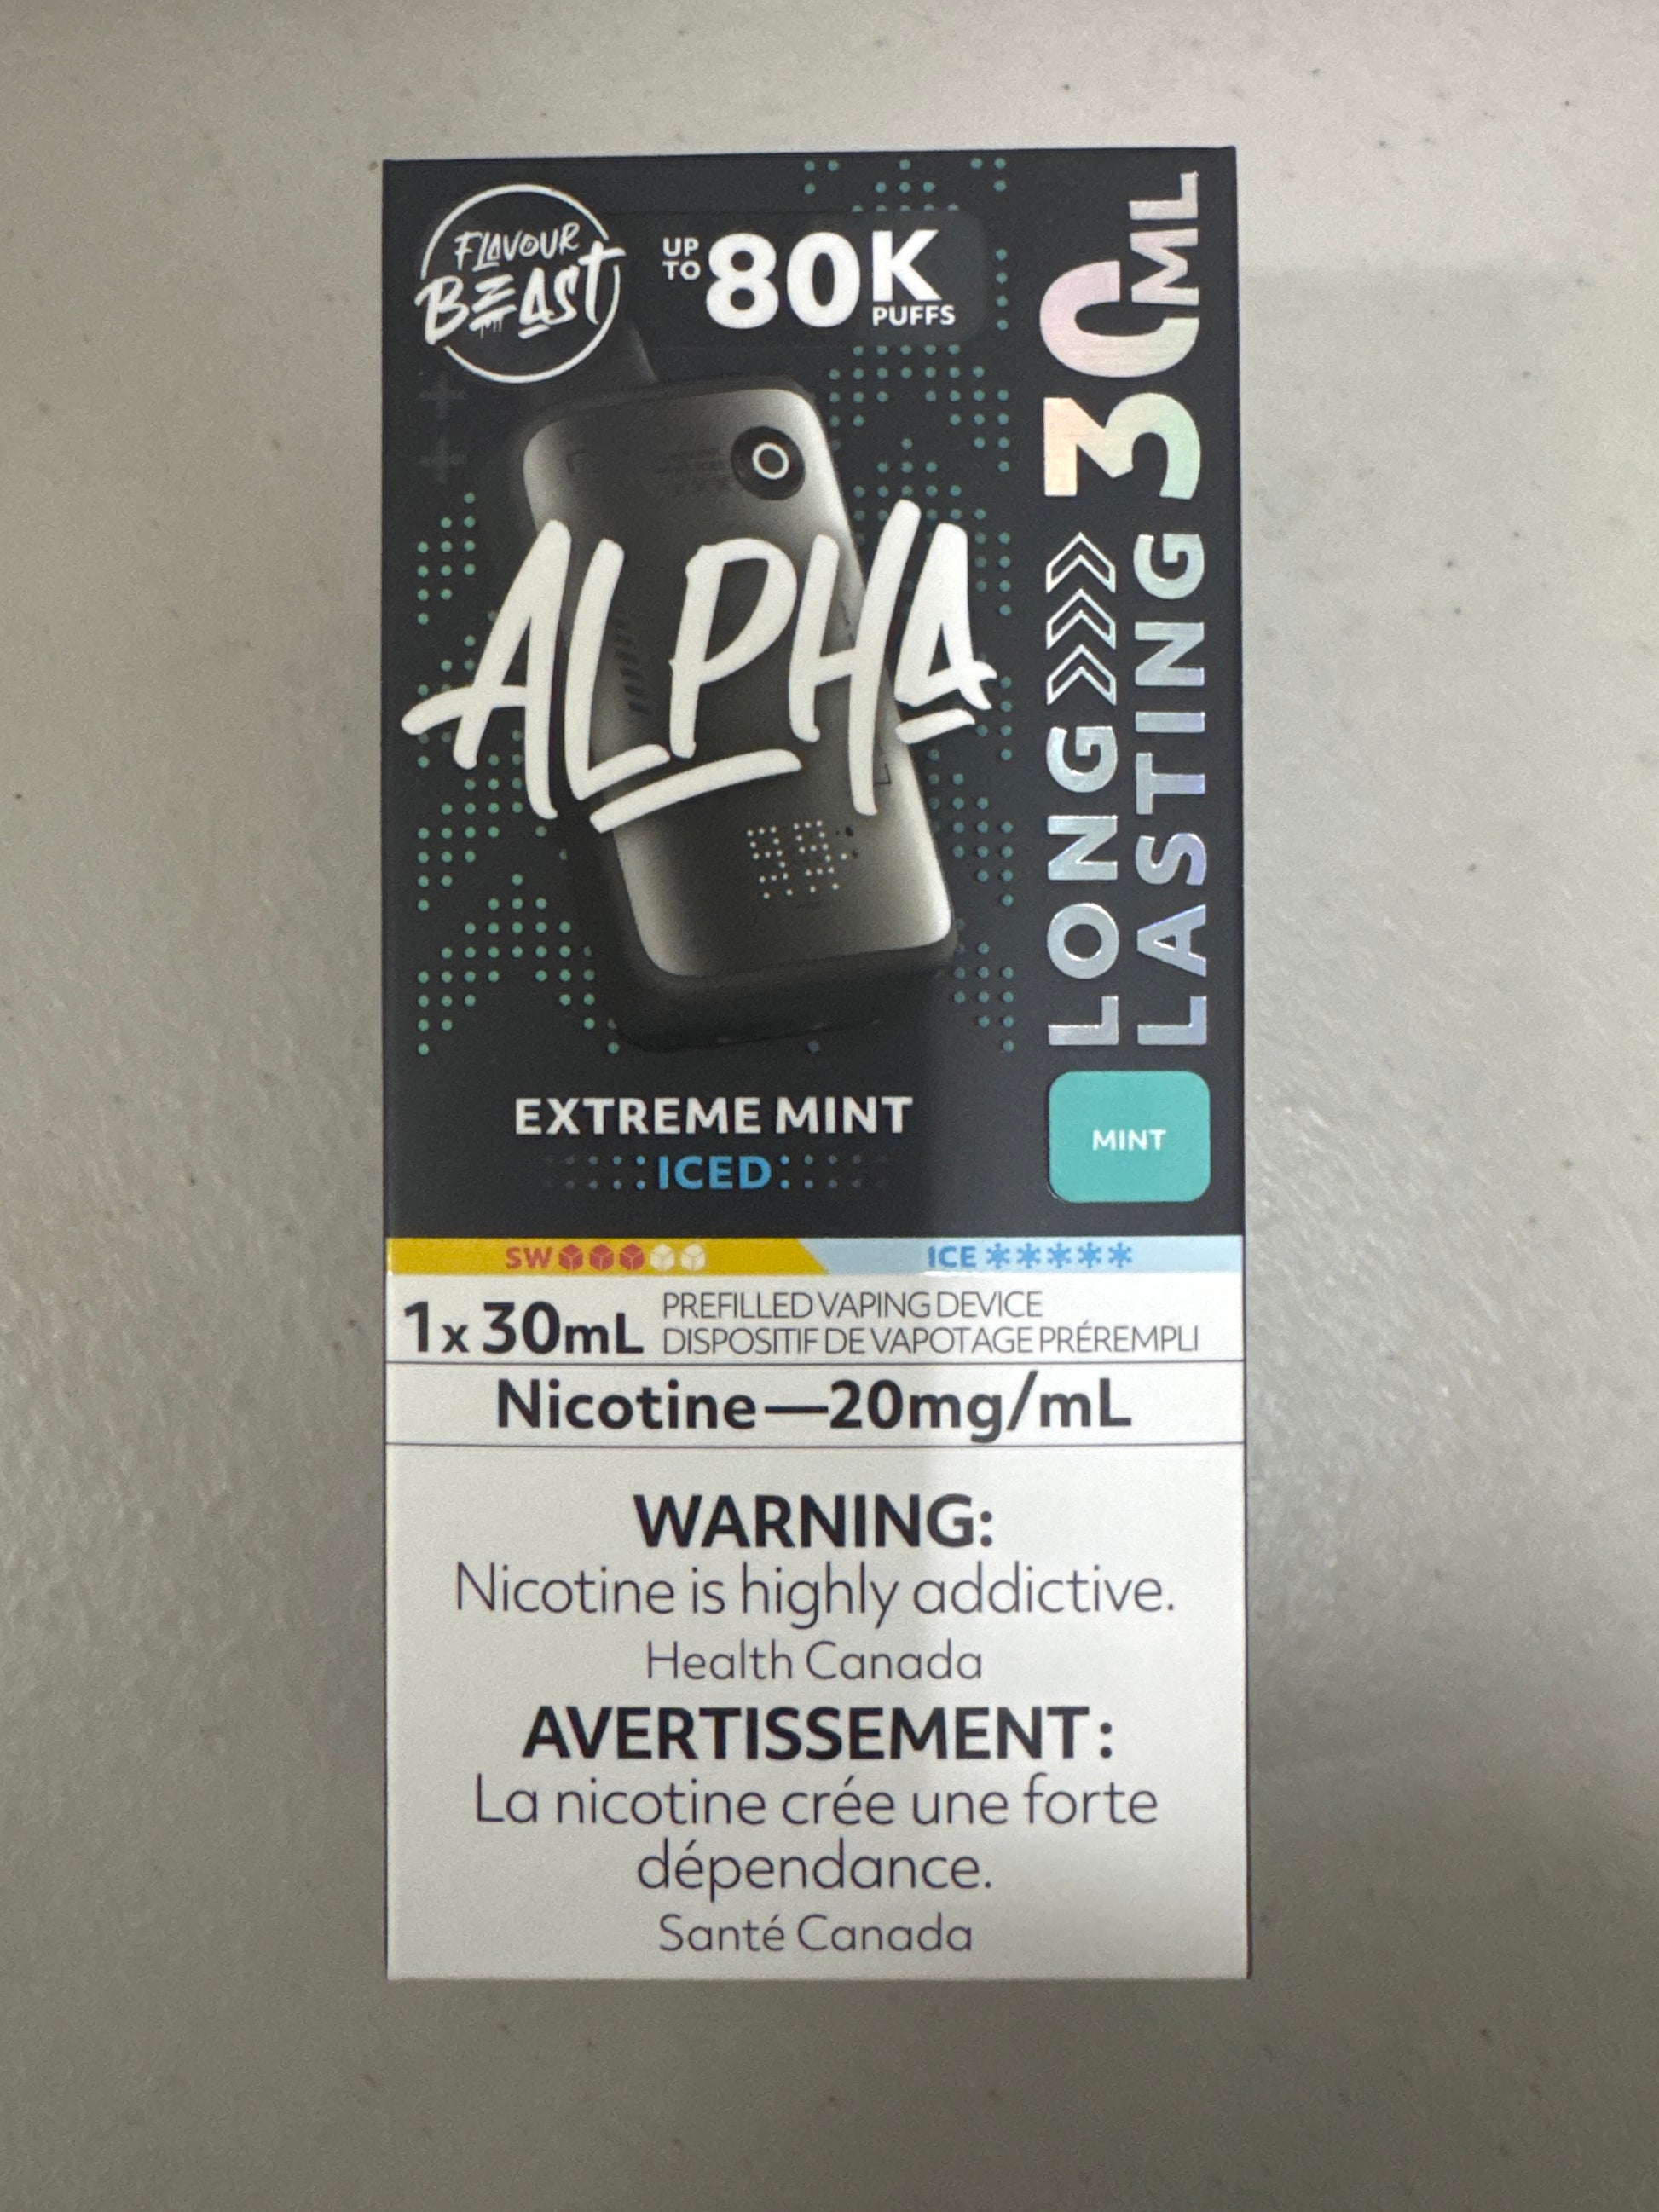 FLAVOUR
BEAST
UP
TO
80K
PUFFS
ALPHA
LONG
LASTING
30ML
EXTREME MINT
ICED
MINT
SW
ICE
1x30mL
PREFILLED VAPING DEVICE
DISPOSITIF DE VAPOTAGE PRÉREMPLI
Nicotine—20mg/mL
WARNING:
Nicotine is highly addictive.
Health Canada
AVERTISSEMENT:
La nicotine crée une forte
dépendance.
Santé Canada